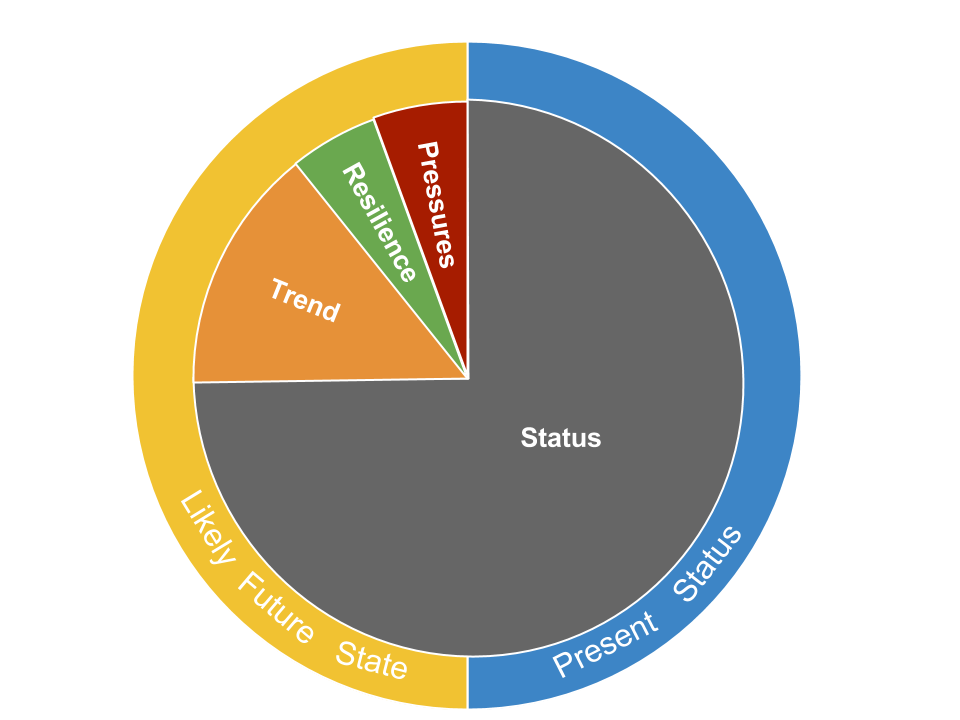 Pressures
Resilience
Trend
Status
Likely Future State
Present Status